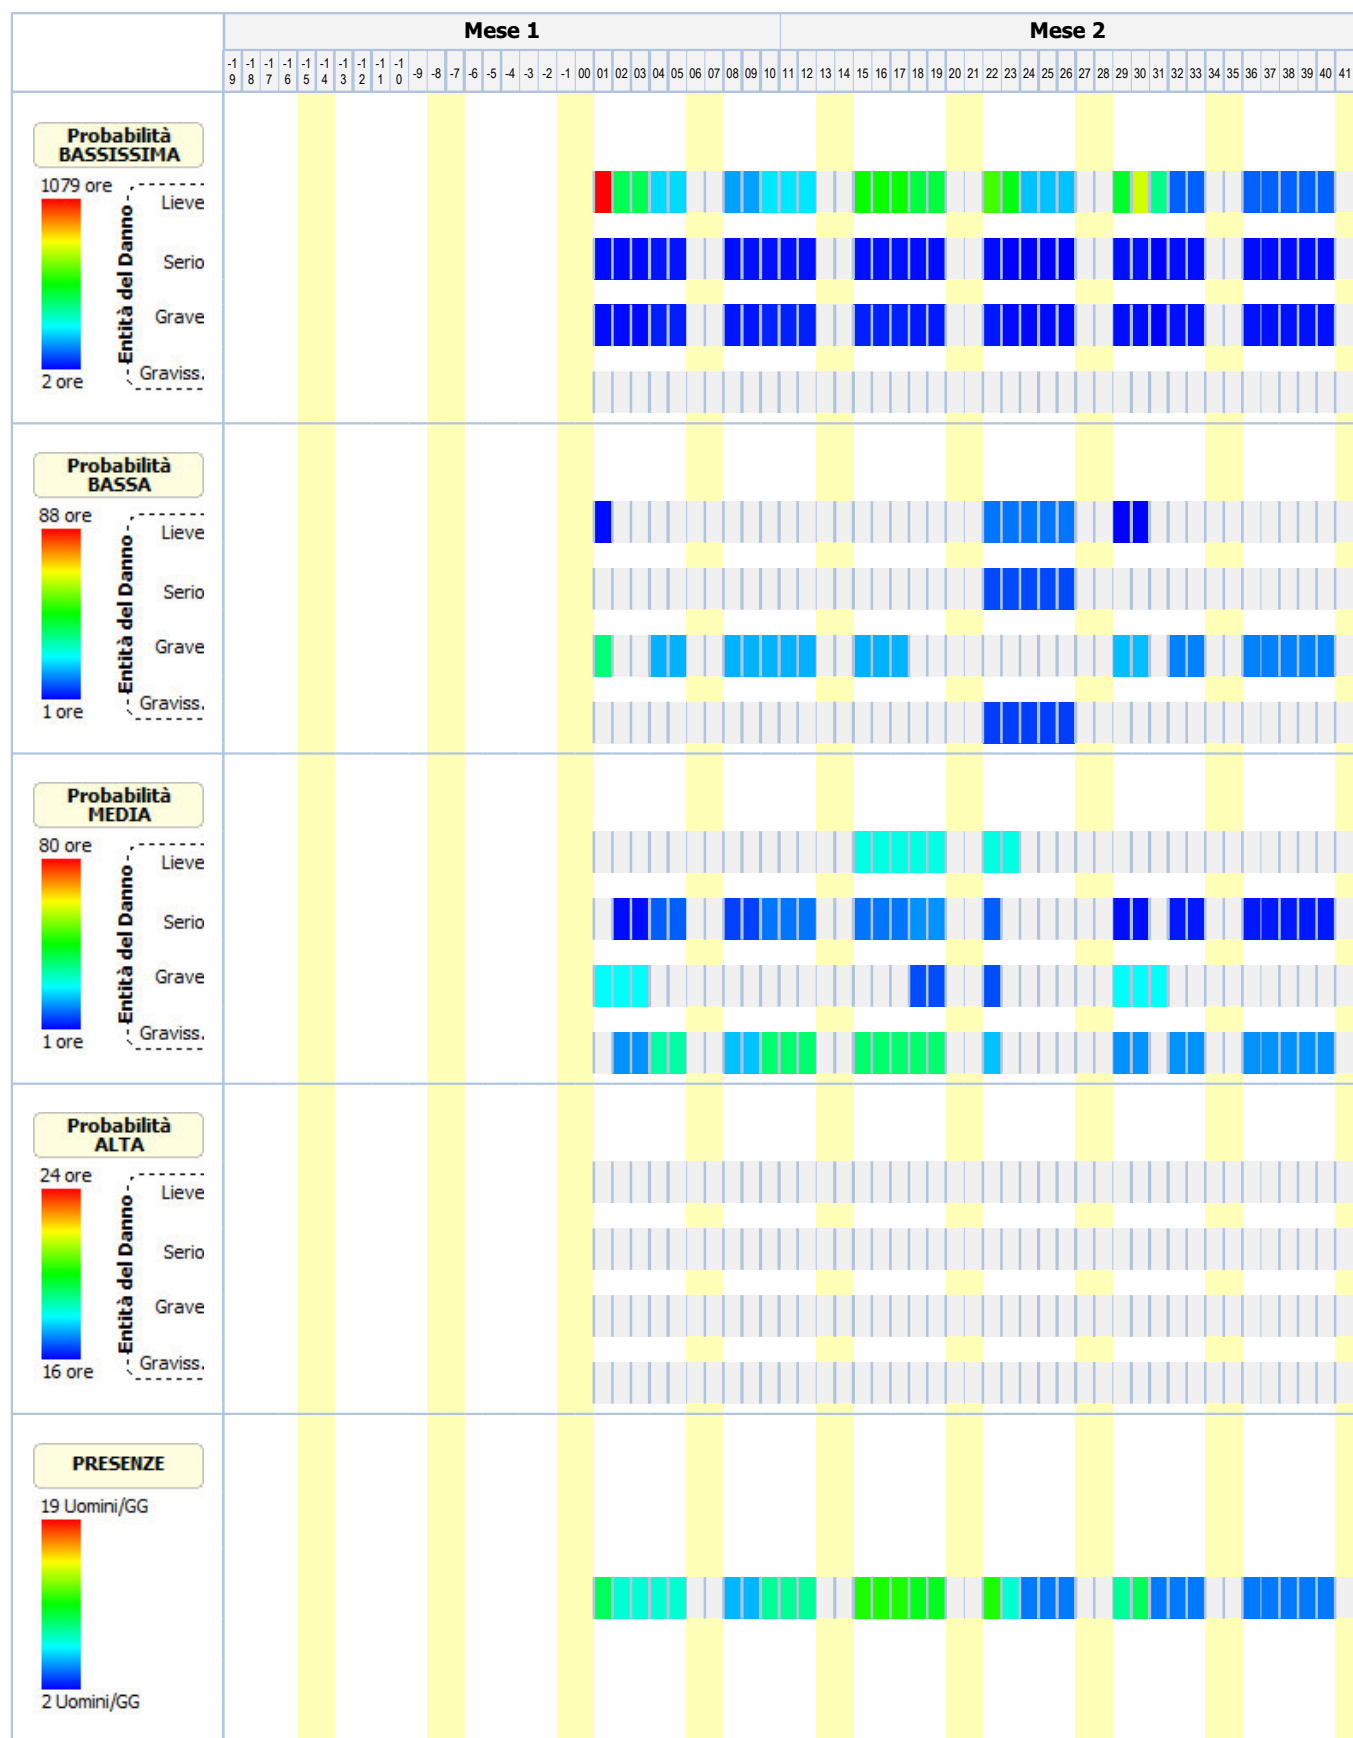 Mese 1 Mese 2
-19 -18 -17 -16 -15 -14 -13 -12 -11 -10 -9 -8 -7 -6 -5 -4 -3 -2 -1 00 01 02 03 04 05 06 07 08 09 10 11 12 13 14 15 16 17 18 19 20 21 22 23 24 25 26 27 28 29 30 31 32 33 34 35 36 37 38 39 40 41
Probabilità
BASSISSIMA
1079 ore
Entità del Danno
Lieve
Serio
Grave
Graviss.
2 ore
Probabilità
BASSA
88 ore
Entità del Danno
Lieve
Serio
Grave
Graviss.
1 ore
Probabilità
MEDIA
80 ore
Entità del Danno
Lieve
Serio
Grave
Graviss.
1 ore
Probabilità
ALTA
24 ore
Entità del Danno
Lieve
Serio
Grave
Graviss.
16 ore
PRESENZE
19 Uomini/GG
2 Uomini/GG